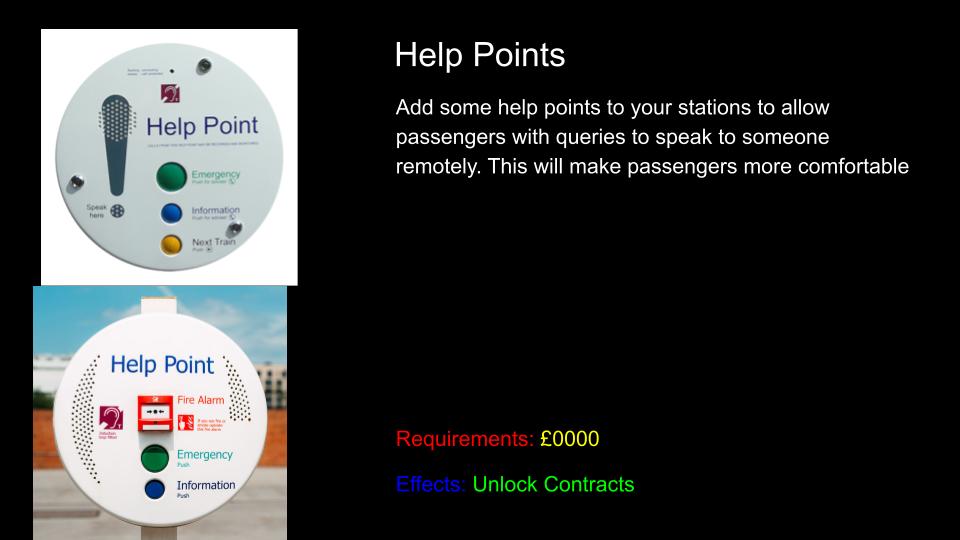 Help Points
Add some help points to your stations to allow
passengers with queries to speak to someone
remotely. This will make passengers more comfortable
Requirements: £0000
Effects: Unlock Contracts
Help Point
Emergency
Push for adviser
Information
Push for adviser
Speak
here
Next Train
Push
Help Point
Fire Alarm
Emergency
Push
Information
Push